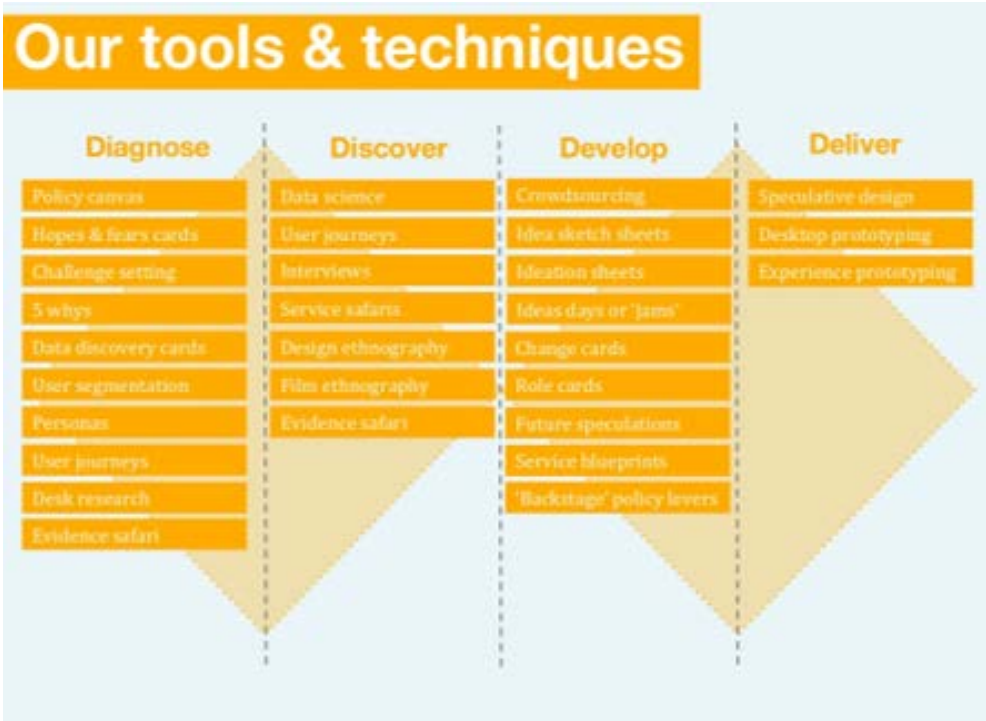 Our tools & techniques
Diagnose
Policy canvas
Hopes & fears cards
Challenge setting
5 whys
Data discovery cards
User segmentation
Personas
User journeys
Desk research
Evidence safari
Discover
Data science
User journeys
Interviews
Service safaris
Design ethnography
Film ethnography
Evidence safari
Develop
Crowdsourcing
Idea sketch sheets
Ideation sheets
Ideas days or 'jams'
Change cards
Role cards
Future speculations
Service blueprints
'Backstage' policy levers
Deliver
Speculative design
Desktop prototyping
Experience prototyping